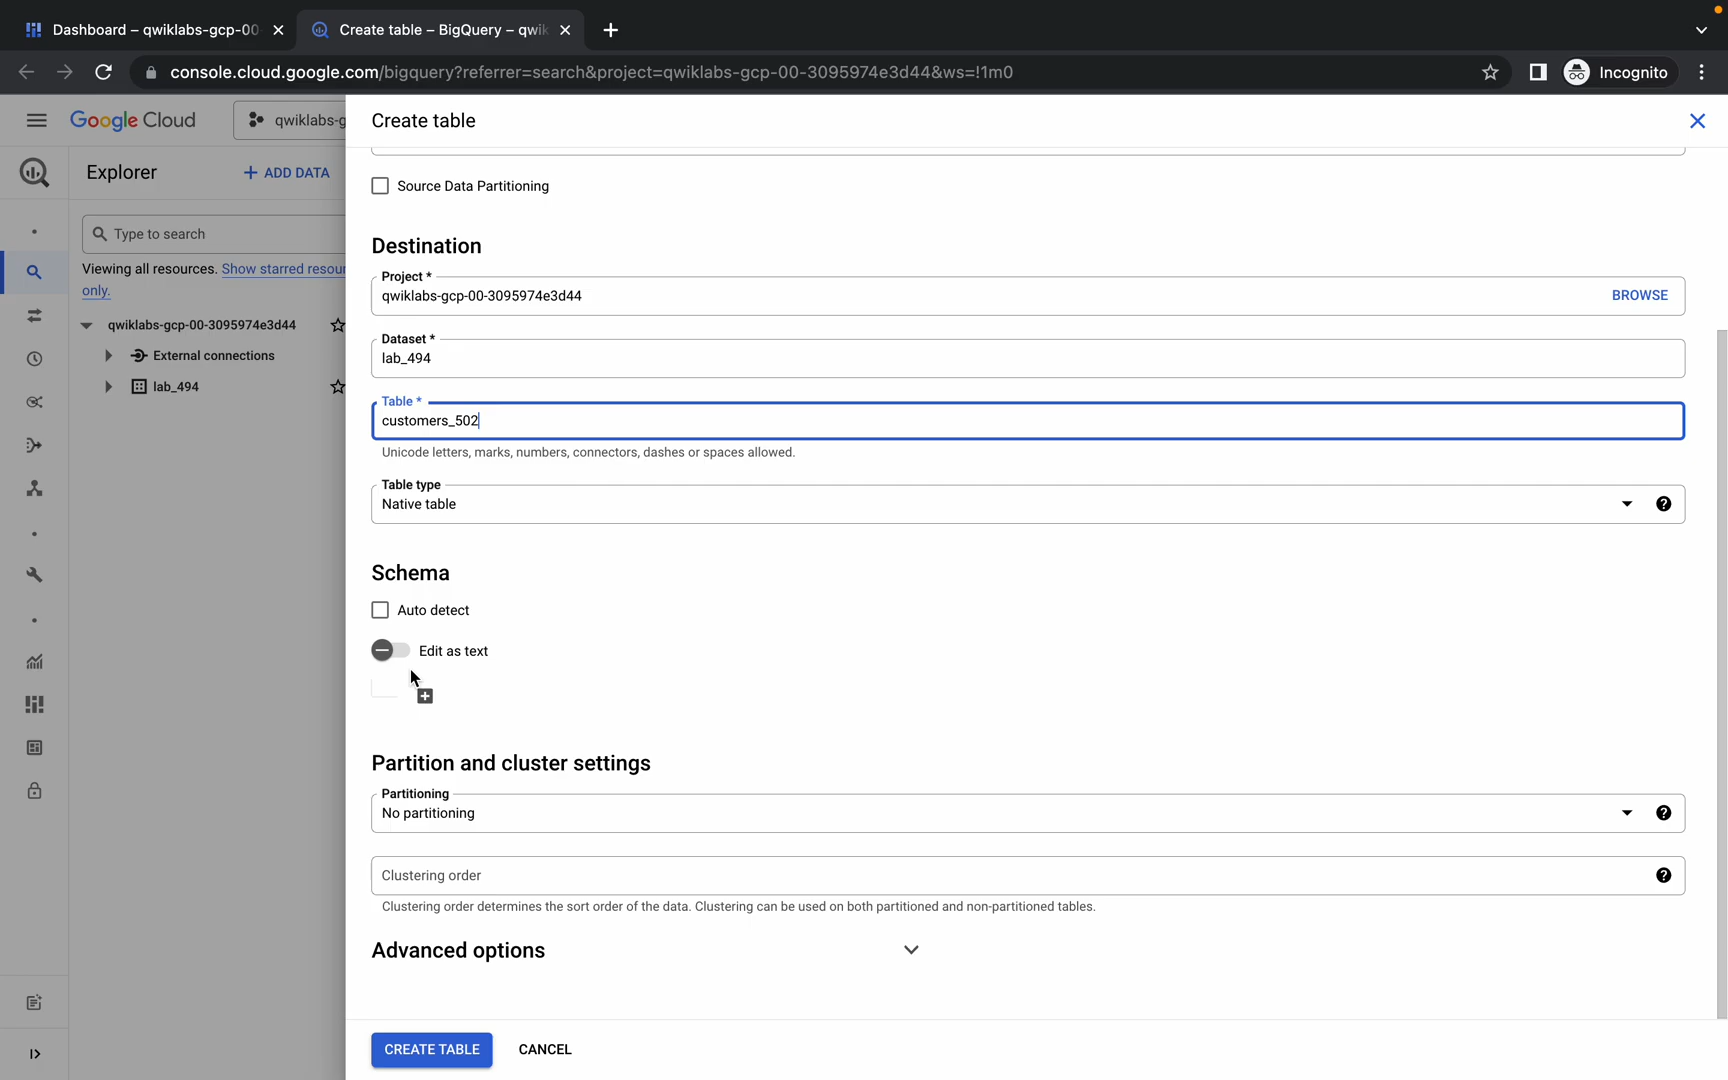 Dashboard – qwiklabs-gcp-00
Create table – BigQuery – qwik
console.cloud.google.com/bigquery?referrer=search&project=qwiklabs-gcp-00-3095974e3d44&ws=!1m0
Incognito
Google Cloud
qwiklabs-g
Create table
Explorer
+ ADD DATA
Source Data Partitioning
Type to search
Viewing all resources. Show starred resour
only.
qwiklabs-gcp-00-3095974e3d44
External connections
lab_494
Destination
Project *
qwiklabs-gcp-00-3095974e3d44
BROWSE
Dataset *
lab_494
Table *
customers_502
Unicode letters, marks, numbers, connectors, dashes or spaces allowed.
Table type
Native table
Schema
Auto detect
Edit as text
Partition and cluster settings
Partitioning
No partitioning
Clustering order
Clustering order determines the sort order of the data. Clustering can be used on both partitioned and non-partitioned tables.
Advanced options
CREATE TABLE
CANCEL